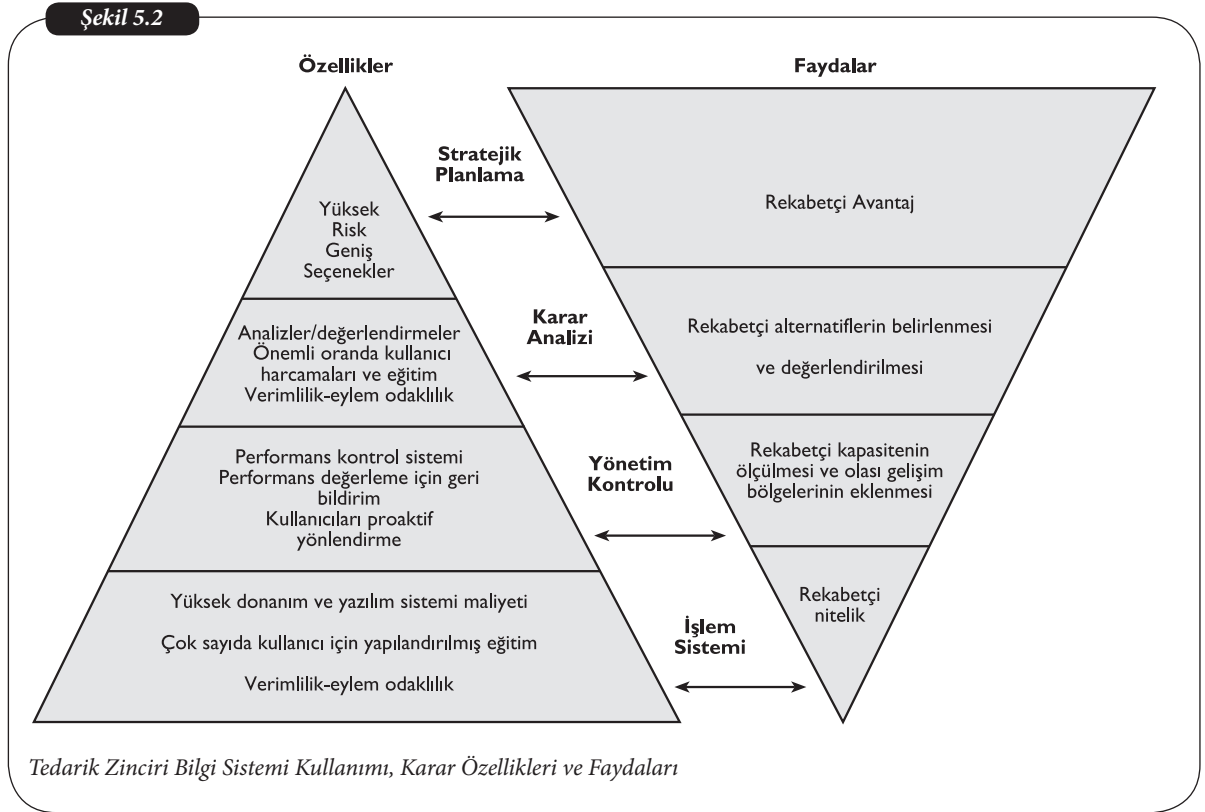 Şekil 5.2
Özellikler
Faydalar
Stratejik
Planlama
Yüksek
Risk
Geniş
Seçenekler
Rekabetçi Avantaj
Karar
Analizi
Analizler/değerlendirmeler
Önemli oranda kullanıcı
harcamaları ve eğitim
Verimlilik-eylem odaklılık
Rekabetçi alternatiflerin belirlenmesi
ve değerlendirilmesi
Yönetim
Kontrolu
Performans kontrol sistemi
Performans değerleme için geri
bildirim
Kullanıcıları proaktif
yönlendirme
Rekabetçi kapasitenin
ölçülmesi ve olası gelişim
bölgelerinin eklenmesi
İşlem
Sistemi
Yüksek donanım ve yazılım sistemi maliyeti
Çok sayıda kullanıcı için yapılandırılmış eğitim
Verimlilik-eylem odaklılık
Rekabetçi
nitelik
Tedarik Zinciri Bilgi Sistemi Kullanımı, Karar Özellikleri ve Faydaları